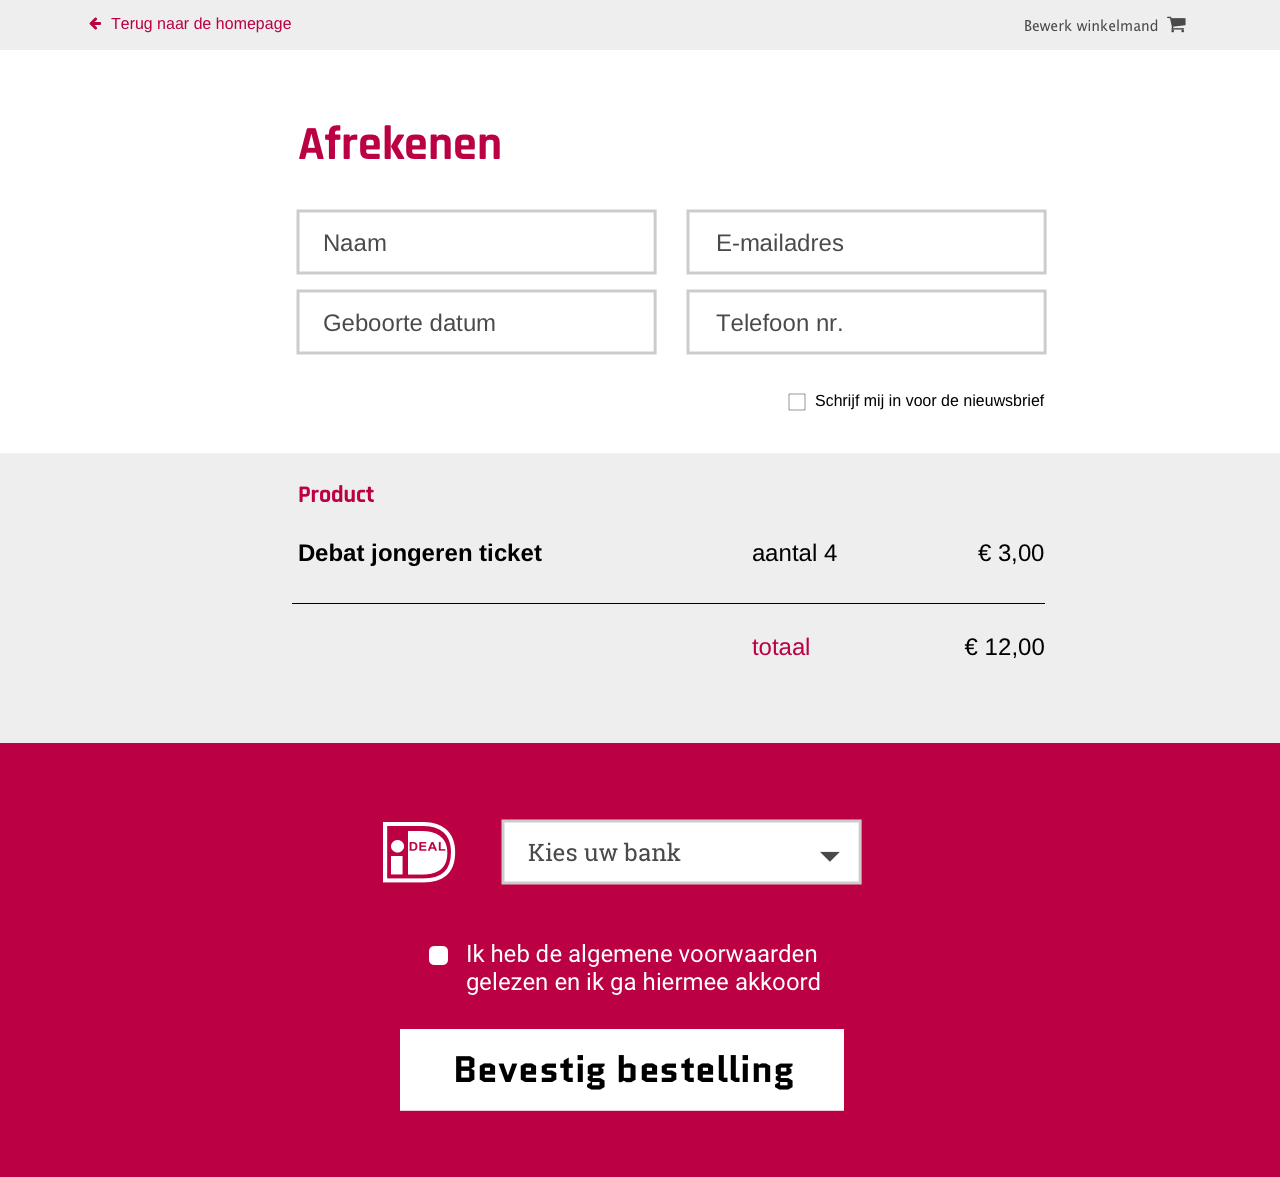 Terug naar de homepage
Bewerk winkelmand
Afrekenen
Naam
E-mailadres
Geboorte datum
Telefoon nr.
Schrijf mij in voor de nieuwsbrief
Product
Debat jongeren ticket aantal 4 € 3,00
totaal € 12,00
iDEAL
Kies uw bank
Ik heb de algemene voorwaarden
gelezen en ik ga hiermee akkoord
Bevestig bestelling